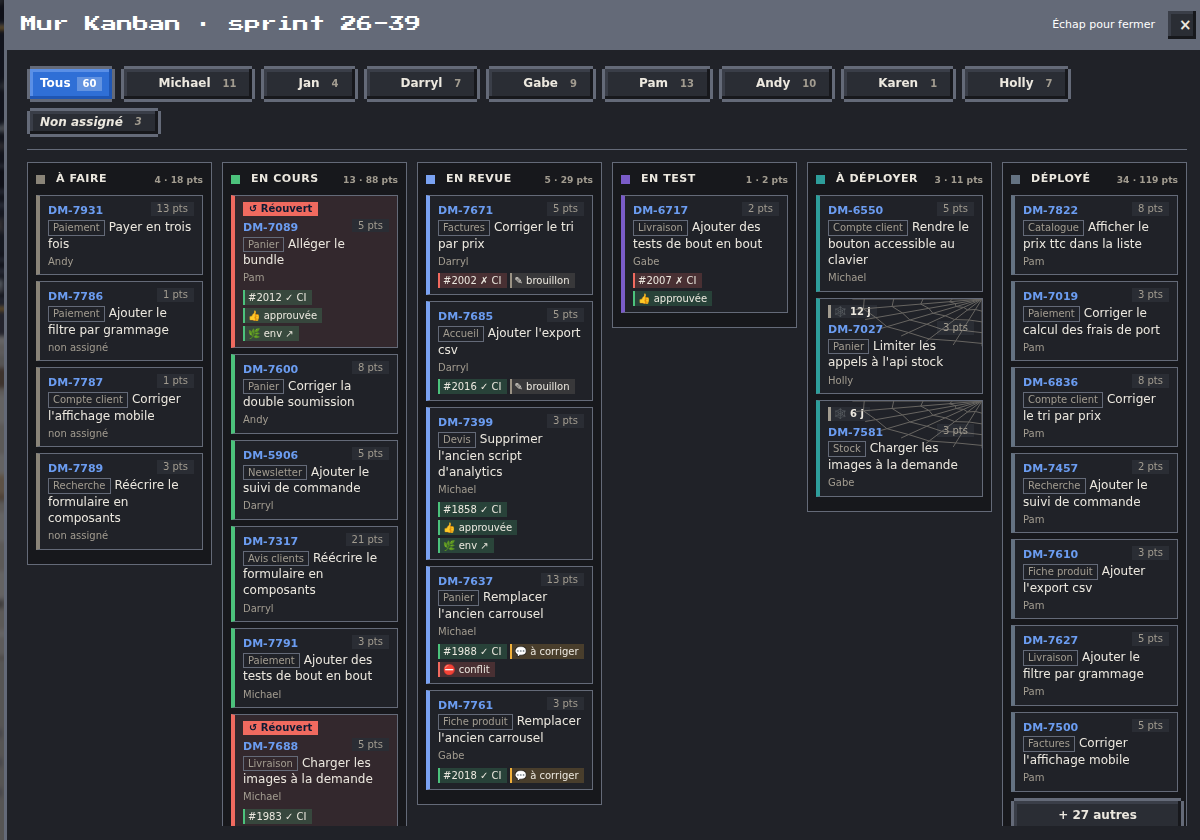 Mur Kanban · sprint 26-39
Échap pour fermer
×
Tous 60
Michael 11
Jan 4
Darryl 7
Gabe 9
Pam 13
Andy 10
Karen 1
Holly 7
Non assigné 3
À FAIRE 4 · 18 pts
DM-7931 13 pts
Paiement Payer en trois
fois
Andy
DM-7786 1 pts
Paiement Ajouter le
filtre par grammage
non assigné
DM-7787 1 pts
Compte client Corriger
l'affichage mobile
non assigné
DM-7789 3 pts
Recherche Réécrire le
formulaire en
composants
non assigné
EN COURS 13 · 88 pts
↺ Réouvert
DM-7089 5 pts
Panier Alléger le
bundle
Pam
#2012 ✓ CI
👍 approuvée
🌿 env ↗
DM-7600 8 pts
Panier Corriger la
double soumission
Andy
DM-5906 5 pts
Newsletter Ajouter le
suivi de commande
Darryl
DM-7317 21 pts
Avis clients Réécrire le
formulaire en
composants
Darryl
DM-7791 3 pts
Paiement Ajouter des
tests de bout en bout
Michael
↺ Réouvert
DM-7688 5 pts
Livraison Charger les
images à la demande
Michael
#1983 ✓ CI
EN REVUE 5 · 29 pts
DM-7671 5 pts
Factures Corriger le tri
par prix
Darryl
#2002 ✗ CI ✎ brouillon
DM-7685 5 pts
Accueil Ajouter l'export
csv
Darryl
#2016 ✓ CI ✎ brouillon
DM-7399 3 pts
Devis Supprimer
l'ancien script
d'analytics
Michael
#1858 ✓ CI
👍 approuvée
🌿 env ↗
DM-7637 13 pts
Panier Remplacer
l'ancien carrousel
Michael
#1988 ✓ CI 💬 à corriger
⛔ conflit
DM-7761 3 pts
Fiche produit Remplacer
l'ancien carrousel
Gabe
#2018 ✓ CI 💬 à corriger
EN TEST 1 · 2 pts
DM-6717 2 pts
Livraison Ajouter des
tests de bout en bout
Gabe
#2007 ✗ CI
👍 approuvée
À DÉPLOYER 3 · 11 pts
DM-6550 5 pts
Compte client Rendre le
bouton accessible au
clavier
Michael
🕸 12 j
DM-7027 3 pts
Panier Limiter les
appels à l'api stock
Holly
🕸 6 j
DM-7581 3 pts
Stock Charger les
images à la demande
Gabe
DÉPLOYÉ 34 · 119 pts
DM-7822 8 pts
Catalogue Afficher le
prix ttc dans la liste
Pam
DM-7019 3 pts
Paiement Corriger le
calcul des frais de port
Pam
DM-6836 8 pts
Compte client Corriger
le tri par prix
Pam
DM-7457 2 pts
Recherche Ajouter le
suivi de commande
Pam
DM-7610 3 pts
Fiche produit Ajouter
l'export csv
Pam
DM-7627 5 pts
Livraison Ajouter le
filtre par grammage
Pam
DM-7500 5 pts
Factures Corriger
l'affichage mobile
Pam
+ 27 autres